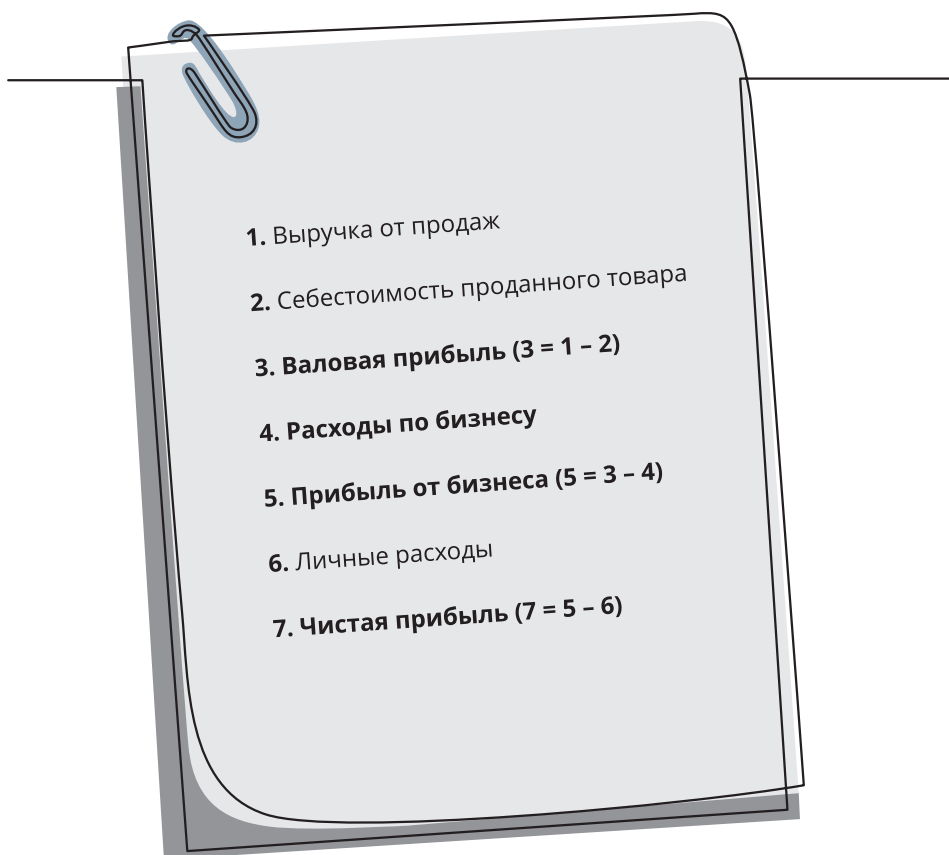 1. Выручка от продаж
2. Себестоимость проданного товара
3. Валовая прибыль (3 = 1 – 2)
4. Расходы по бизнесу
5. Прибыль от бизнеса (5 = 3 – 4)
6. Личные расходы
7. Чистая прибыль (7 = 5 – 6)